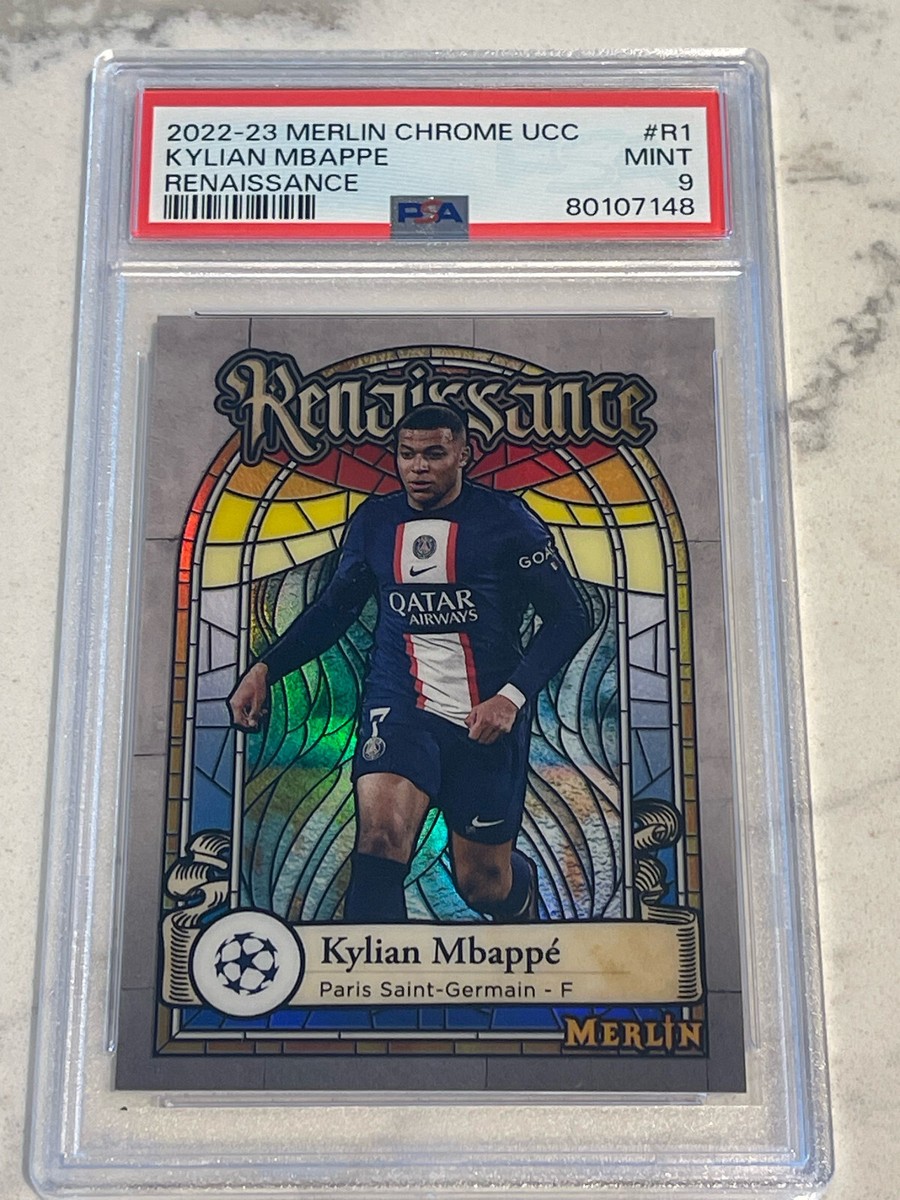 2022-23 MERLIN CHROME UCC #R1
KYLIAN MBAPPE MINT
RENAISSANCE 9
PSA 80107148
Renaissance
GOA
QATAR
AIRWAYS
7
Kylian Mbappé
Paris Saint-Germain - F
MERLIN